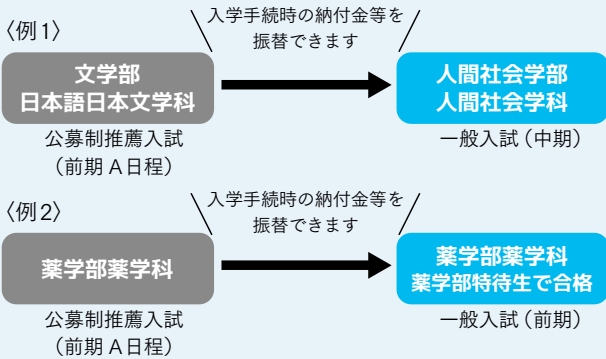 〈例1〉
入学手続時の納付金等を
振替できます
文学部
日本語日本文学科
人間社会学部
人間社会学科
公募制推薦入試
（前期A日程）
一般入試（中期）
〈例2〉
入学手続時の納付金等を
振替できます
薬学部薬学科
薬学部薬学科
薬学部特待生で合格
公募制推薦入試
（前期A日程）
一般入試（前期）